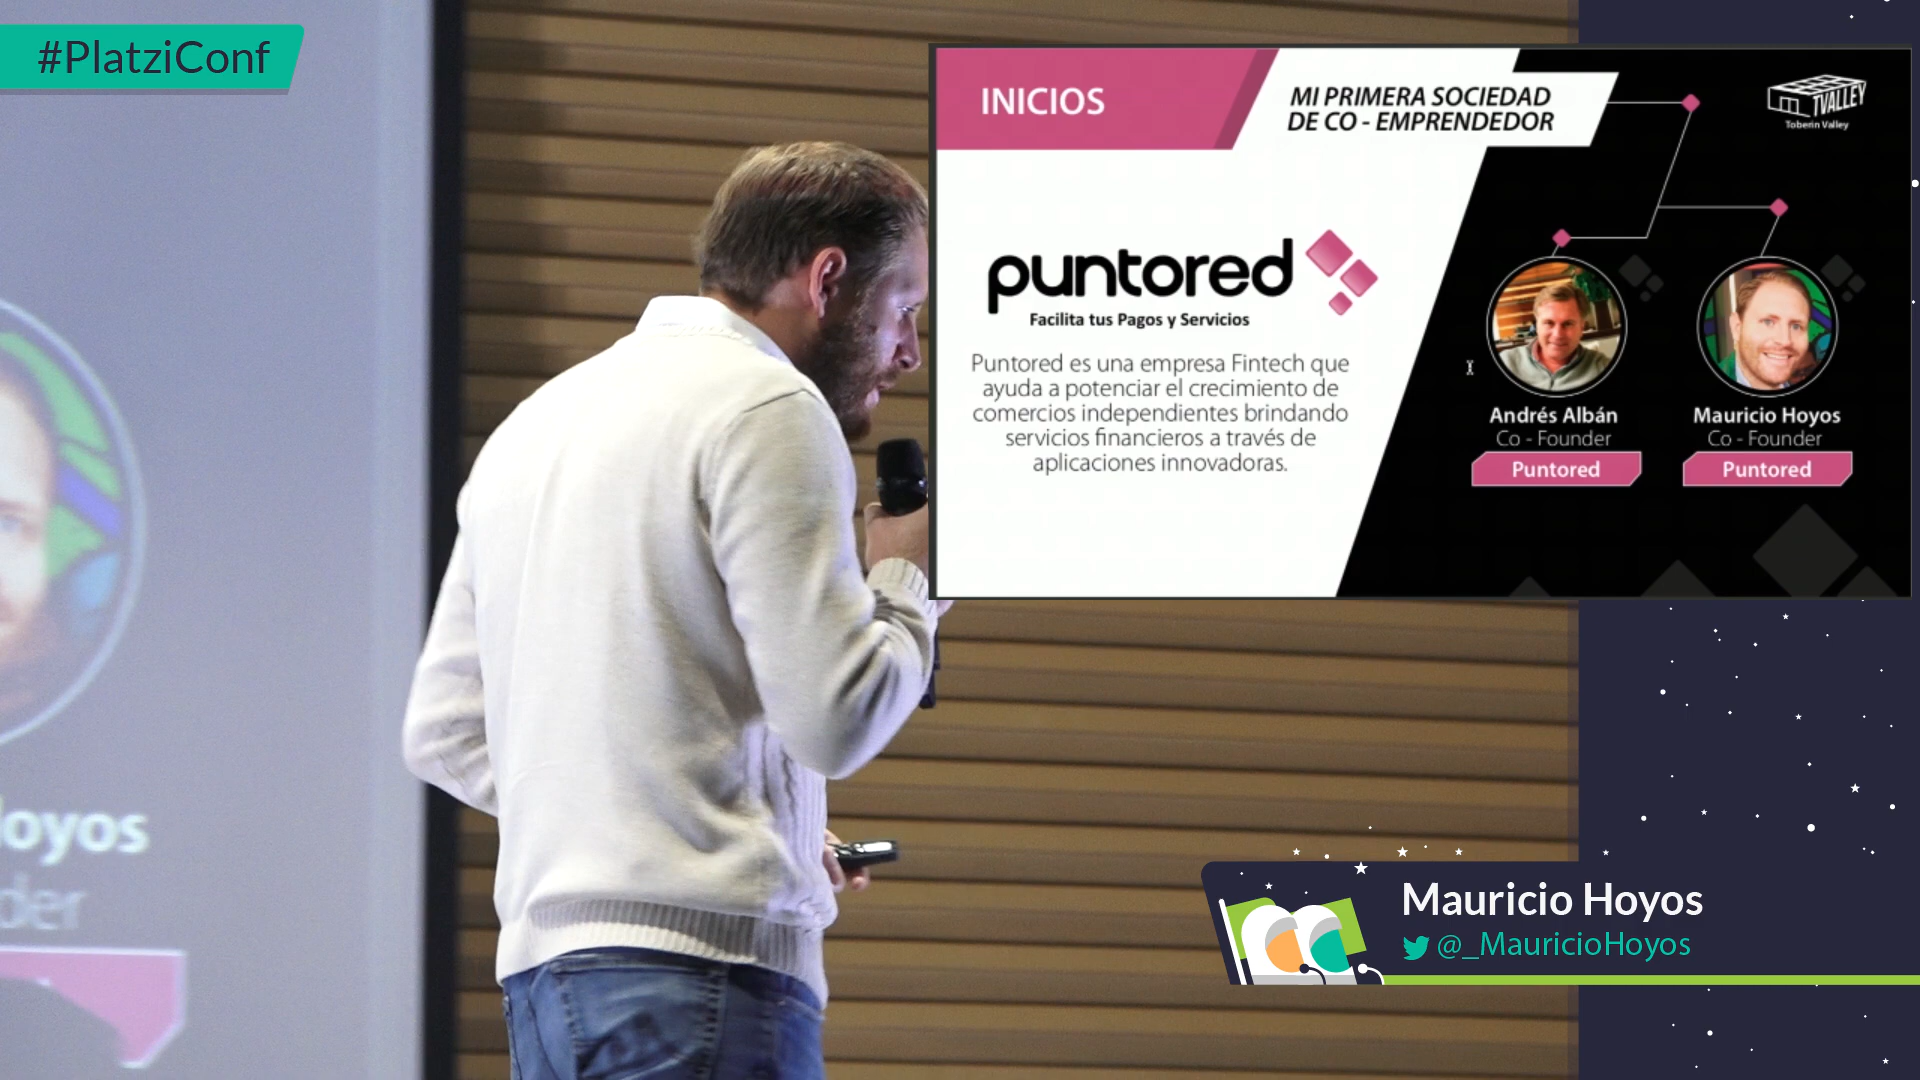 #PlatziConf
INICIOS
MI PRIMERA SOCIEDAD
DE CO - EMPRENDEDOR
TVALLEY
Toberin Valley
puntored
Facilita tus Pagos y Servicios
Puntored es una empresa Fintech que
ayuda a potenciar el crecimiento de
comercios independientes brindando
servicios financieros a través de
aplicaciones innovadoras.
Andrés Albán
Co - Founder
Puntored
Mauricio Hoyos
Co - Founder
Puntored
oyos
der
Mauricio Hoyos
@_MauricioHoyos